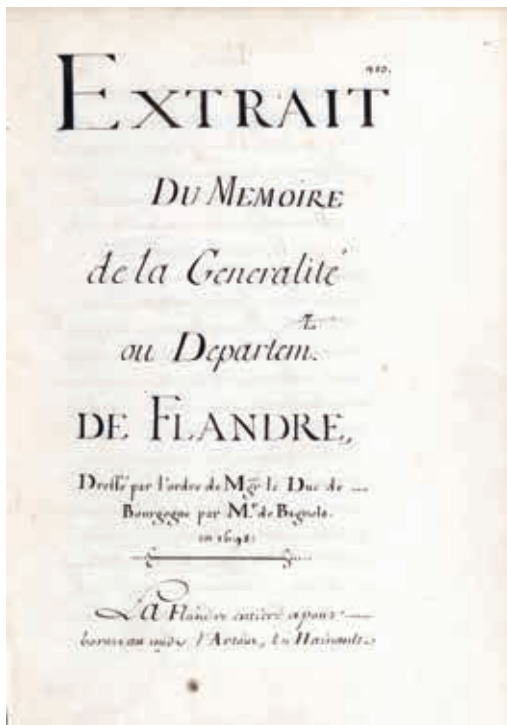 EXTRAIT
DU MEMOIRE
de la Generalité
ou Departem.t
DE FLANDRE,
Dressé par l'ordre de Mgr le Duc de
Bourgogne par Mr. de Bagnols.
en 1698.
La Flandre entiere a pour
bornes au midy l'Artois, le Hainault,